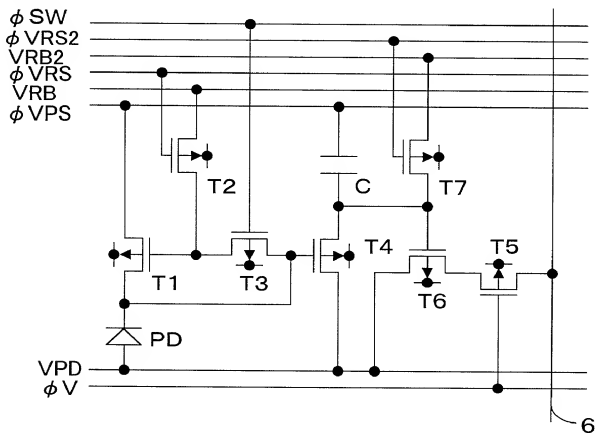 φSW
φVRS2
VRB2
φVRS
VRB
φVPS
T2
C
T7
T1
T3
T4
T5
T6
PD
VPD
φV
6